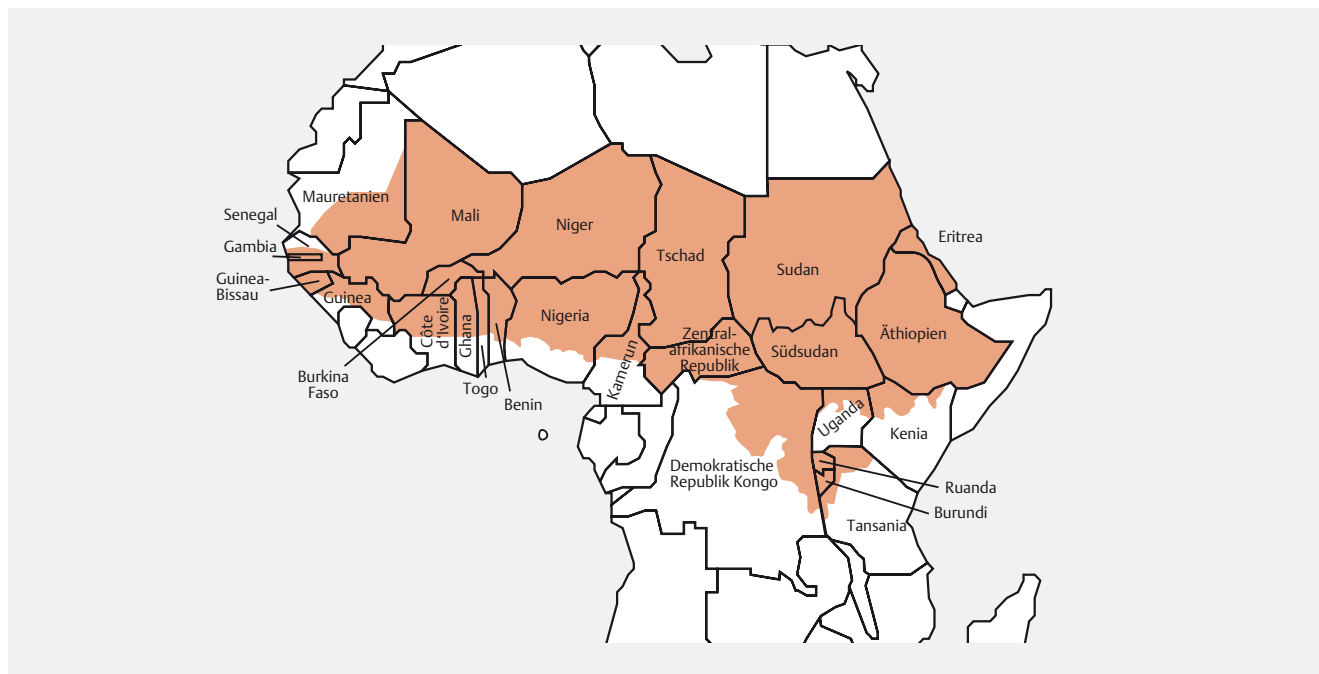 Mauretanien
Senegal
Mali
Gambia
Niger
Eritrea
Tschad
Sudan
Guinea-
Bissau
Guinea
Nigeria
Côte
d'Ivoire
Ghana
Äthiopien
Zentral-
afrikanische
Republik
Südsudan
Kamerun
Burkina
Faso
Togo
Benin
Uganda
Kenia
Demokratische
Republik Kongo
Ruanda
Burundi
Tansania